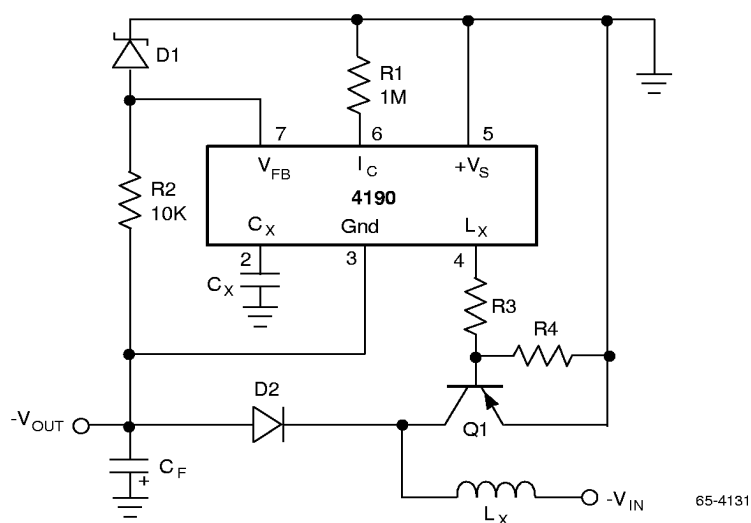 D1
R1
1M
7
6
5
V_FB
I_C
+V_S
R2
10K
4190
C_X
Gnd
L_X
2
3
4
C_X
R3
R4
D2
-V_OUT
Q1
C_F
+
-V_IN
L_X
65-4131